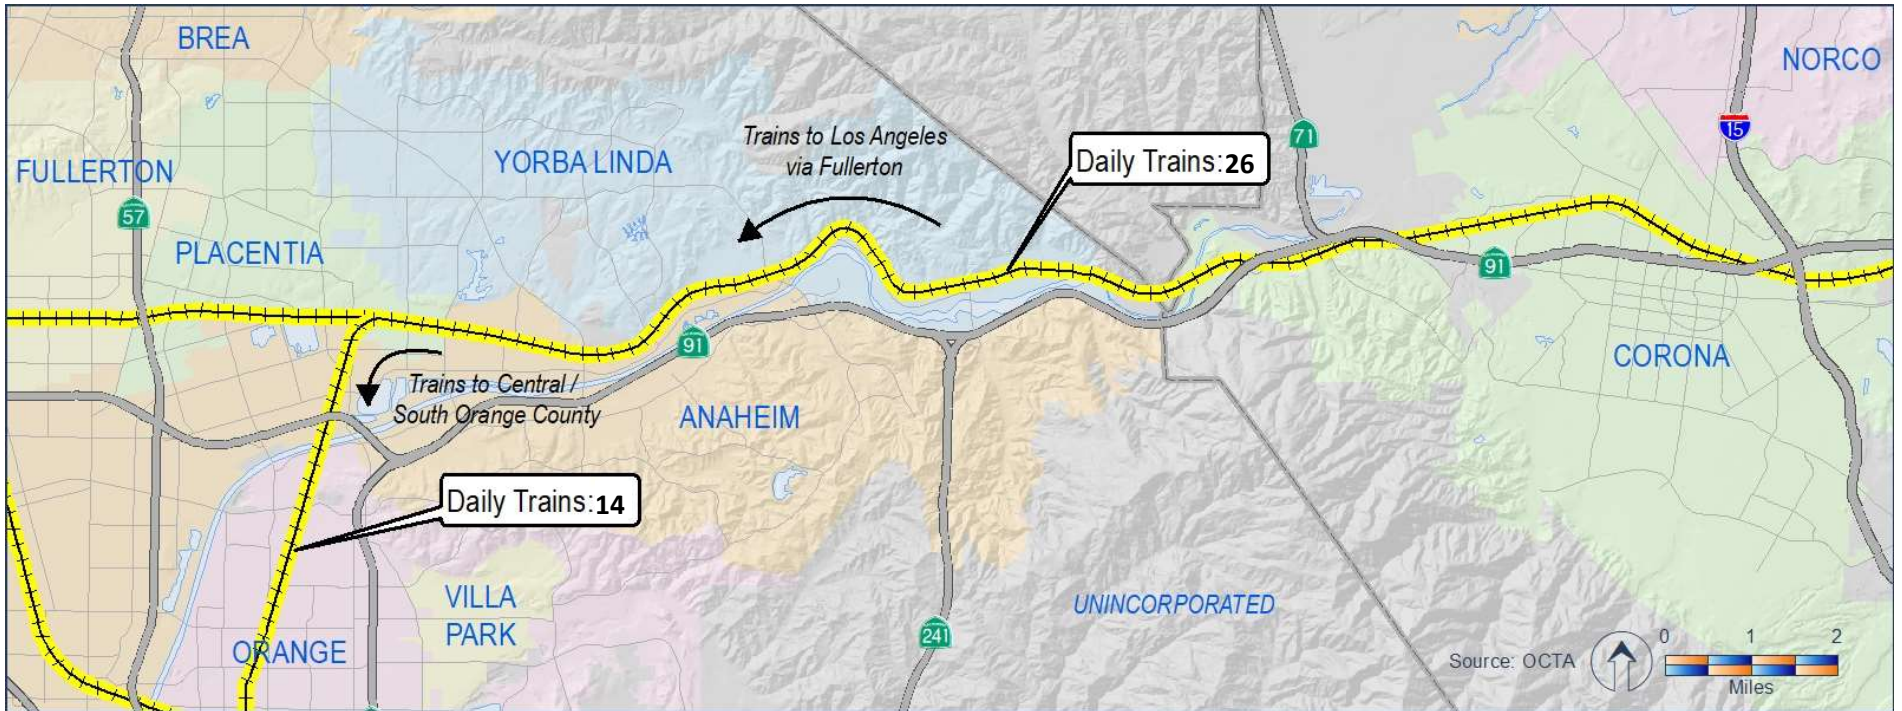 BREA
NORCO
71
15
Trains to Los Angeles
via Fullerton
Daily Trains: 26
FULLERTON
YORBA LINDA
57
PLACENTIA
91
91
CORONA
Trains to Central /
South Orange County
ANAHEIM
Daily Trains: 14
VILLA
PARK
UNINCORPORATED
241
ORANGE
Source: OCTA
0 1 2
Miles